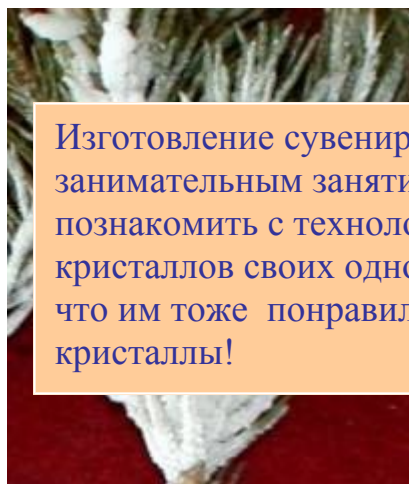 Изготовление сувенир
занимательным заняти
познакомить с техноло
кристаллов своих одно
что им тоже понравил
кристаллы!